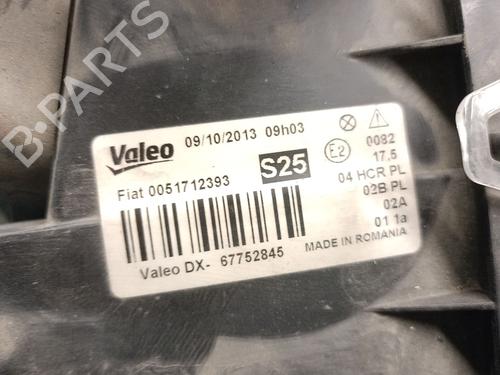 Valeo 09/10/2013 09h03
Fiat 0051712393 S25
E2
0082
17,5
04 HCR PL
02B PL
02A
01 1a
Valeo DX- 67752845
MADE IN ROMANIA
B-PARTS
B-PARTS